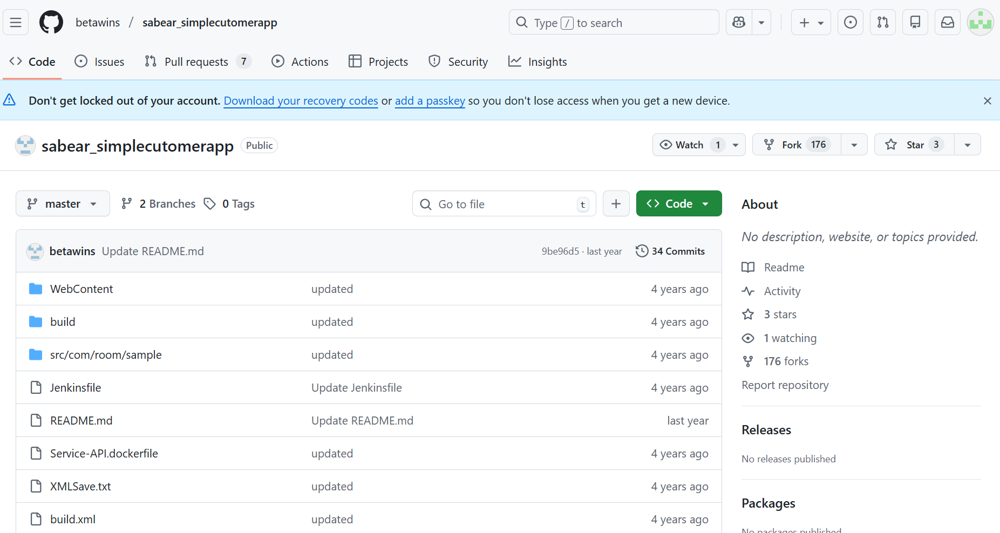 betawins / sabear_simplecutomerapp
Type / to search
Code
Issues
Pull requests 7
Actions
Projects
Security
Insights
Don't get locked out of your account. Download your recovery codes or add a passkey so you don't lose access when you get a new device.
sabear_simplecutomerapp Public
Watch 1
Fork 176
Star 3
master
2 Branches
0 Tags
Go to file t
Code
betawins Update README.md 9be96d5 · last year 34 Commits
WebContent updated 4 years ago
build updated 4 years ago
src/com/room/sample updated 4 years ago
Jenkinsfile Update Jenkinsfile 4 years ago
README.md Update README.md last year
Service-API.dockerfile updated 4 years ago
XMLSave.txt updated 4 years ago
build.xml updated 4 years ago
About
No description, website, or topics provided.
Readme
Activity
3 stars
1 watching
176 forks
Report repository
Releases
No releases published
Packages
No packages published